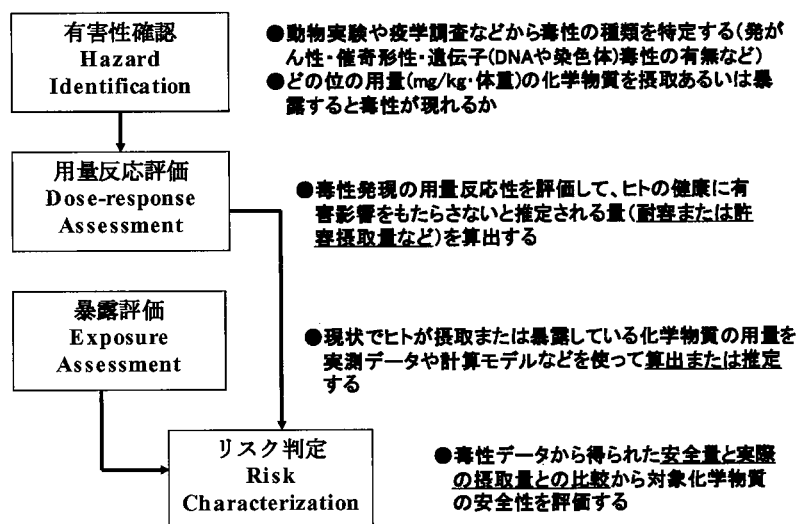 有害性確認
Hazard
Identification
●動物実験や疫学調査などから毒性の種類を特定する(発が
ん性・催奇形性・遺伝子(DNAや染色体)毒性の有無など)
●どの位の用量(mg/kg・体重)の化学物質を摂取あるいは暴
露すると毒性が現れるか
用量反応評価
Dose-response
Assessment
●毒性発現の用量反応性を評価して、ヒトの健康に有
害影響をもたらさないと推定される量(耐容または許
容摂取量など)を算出する
暴露評価
Exposure
Assessment
●現状でヒトが摂取または暴露している化学物質の用量を
実測データや計算モデルなどを使って算出または推定
する
リスク判定
Risk
Characterization
●毒性データから得られた安全量と実際
の摂取量との比較から対象化学物質
の安全性を評価する